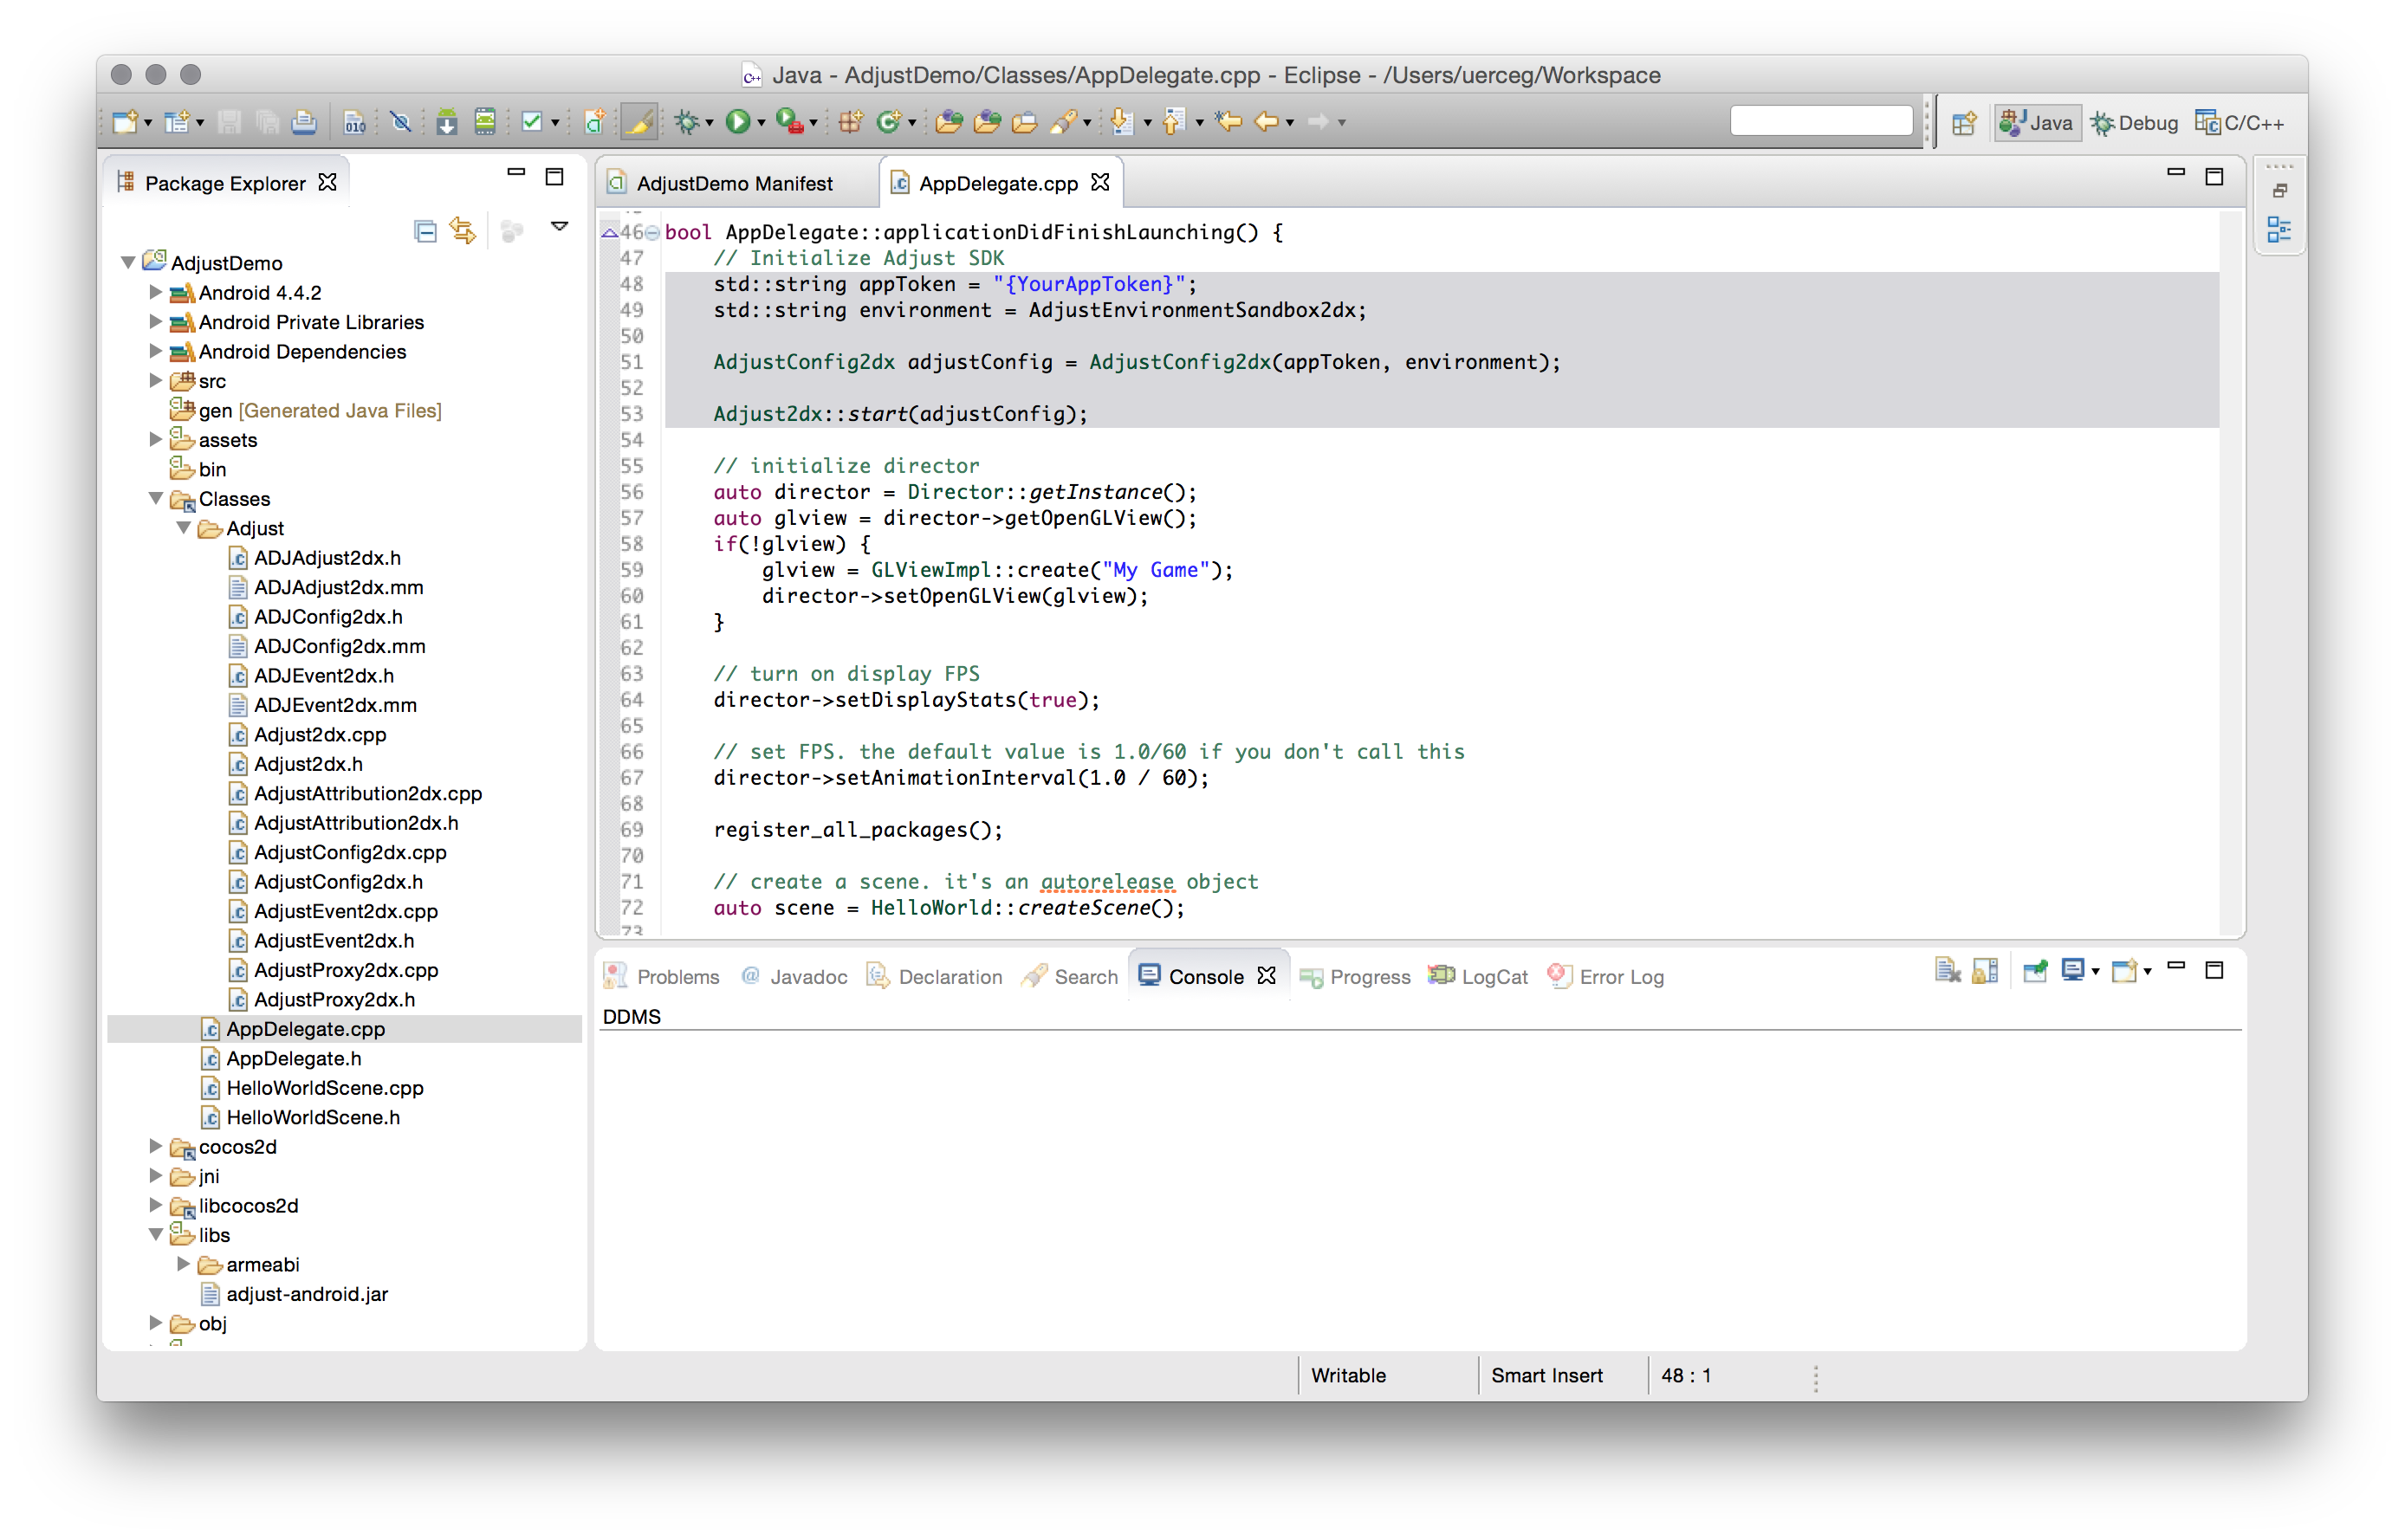 Java - AdjustDemo/Classes/AppDelegate.cpp - Eclipse - /Users/uerceg/Workspace
Java
Debug
C/C++
Package Explorer
AdjustDemo
Android 4.4.2
Android Private Libraries
Android Dependencies
src
gen [Generated Java Files]
assets
bin
Classes
Adjust
ADJAdjust2dx.h
ADJAdjust2dx.mm
ADJConfig2dx.h
ADJConfig2dx.mm
ADJEvent2dx.h
ADJEvent2dx.mm
Adjust2dx.cpp
Adjust2dx.h
AdjustAttribution2dx.cpp
AdjustAttribution2dx.h
AdjustConfig2dx.cpp
AdjustConfig2dx.h
AdjustEvent2dx.cpp
AdjustEvent2dx.h
AdjustProxy2dx.cpp
AdjustProxy2dx.h
AppDelegate.cpp
AppDelegate.h
HelloWorldScene.cpp
HelloWorldScene.h
cocos2d
jni
libcocos2d
libs
armeabi
adjust-android.jar
obj
AdjustDemo Manifest
AppDelegate.cpp
46 bool AppDelegate::applicationDidFinishLaunching() {
47 // Initialize Adjust SDK
48 std::string appToken = "{YourAppToken}";
49 std::string environment = AdjustEnvironmentSandbox2dx;
50
51 AdjustConfig2dx adjustConfig = AdjustConfig2dx(appToken, environment);
52
53 Adjust2dx::start(adjustConfig);
54
55 // initialize director
56 auto director = Director::getInstance();
57 auto glview = director->getOpenGLView();
58 if(!glview) {
59 glview = GLViewImpl::create("My Game");
60 director->setOpenGLView(glview);
61 }
62
63 // turn on display FPS
64 director->setDisplayStats(true);
65
66 // set FPS. the default value is 1.0/60 if you don't call this
67 director->setAnimationInterval(1.0 / 60);
68
69 register_all_packages();
70
71 // create a scene. it's an autorelease object
72 auto scene = HelloWorld::createScene();
73
Problems
Javadoc
Declaration
Search
Console
Progress
LogCat
Error Log
DDMS
Writable
Smart Insert
48 : 1